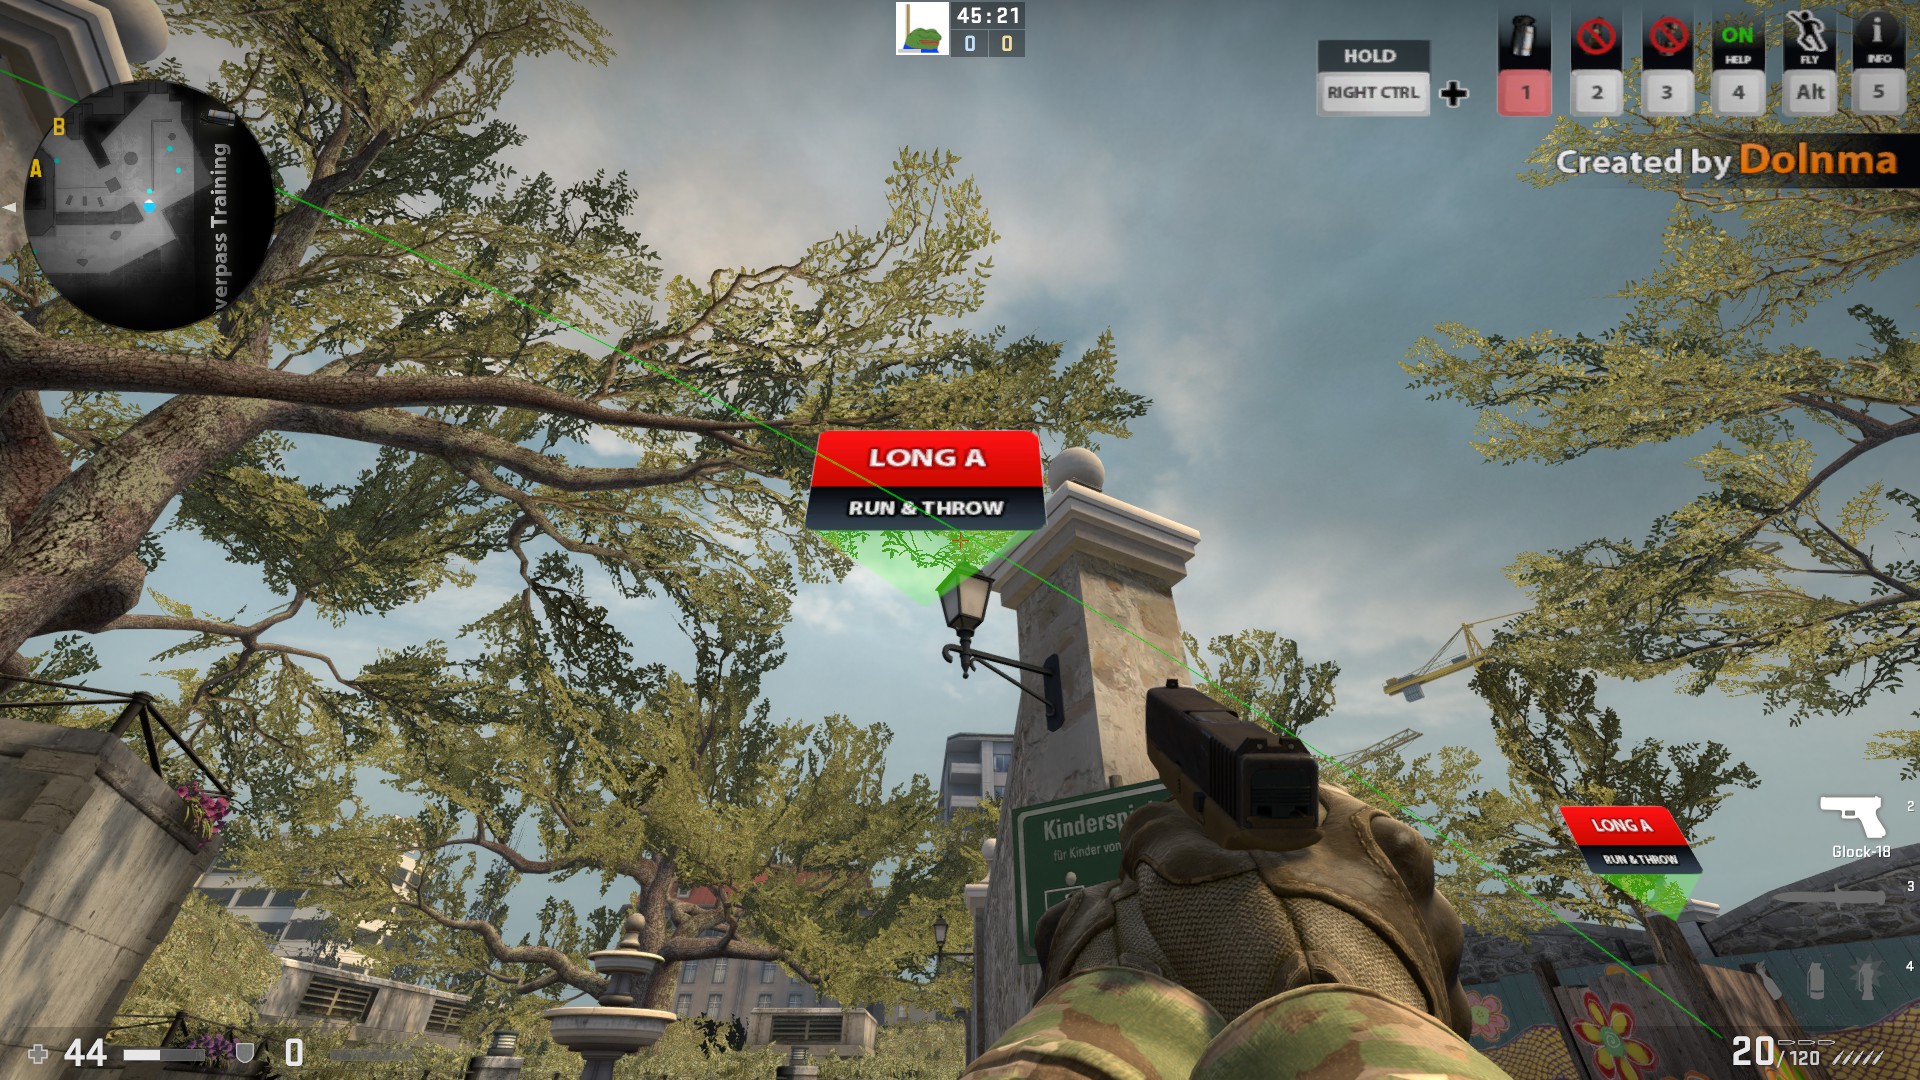 45:21
0 0
HOLD
RIGHT CTRL
1 2 3 4 Alt 5
ON
HELP
FLY
i
INFO
Created by Dolnma
B
A
verpass Training
LONG A
RUN & THROW
Kindersp
für Kinder von
LONG A
RUN & THROW
2
Glock-18
3
4
44
0
20/120